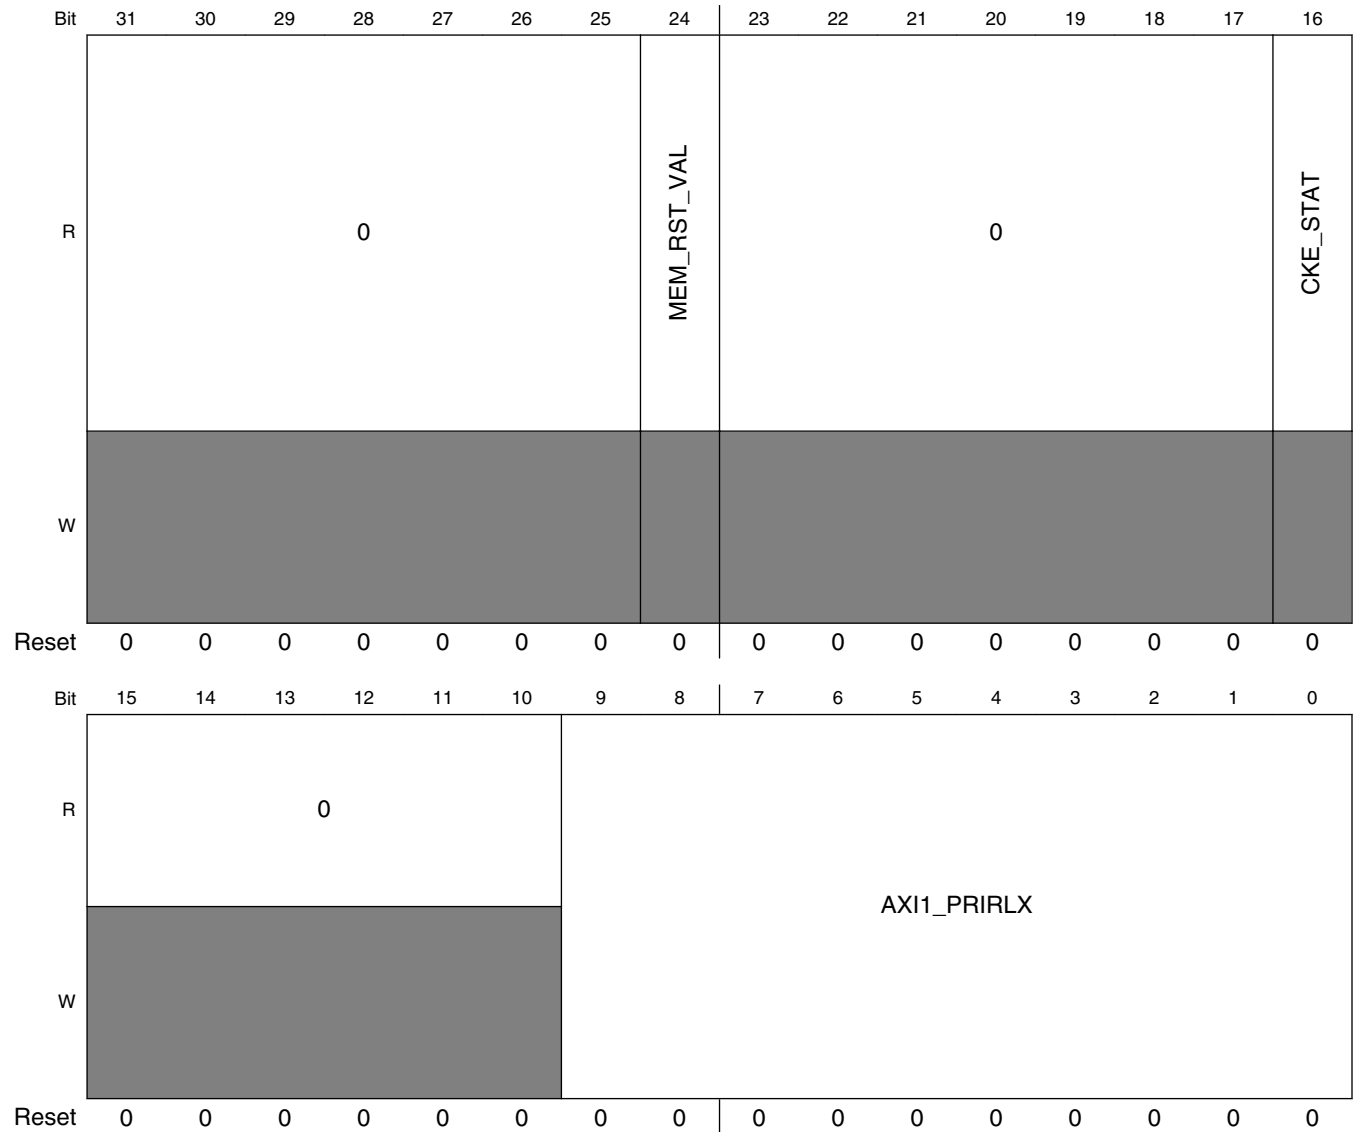 Bit 31 30 29 28 27 26 25 24 23 22 21 20 19 18 17 16
R 0 MEM_RST_VAL 0 CKE_STAT
W
Reset 0 0 0 0 0 0 0 0 0 0 0 0 0 0 0 0
Bit 15 14 13 12 11 10 9 8 7 6 5 4 3 2 1 0
R 0
AXI1_PRIRLX
W
Reset 0 0 0 0 0 0 0 0 0 0 0 0 0 0 0 0